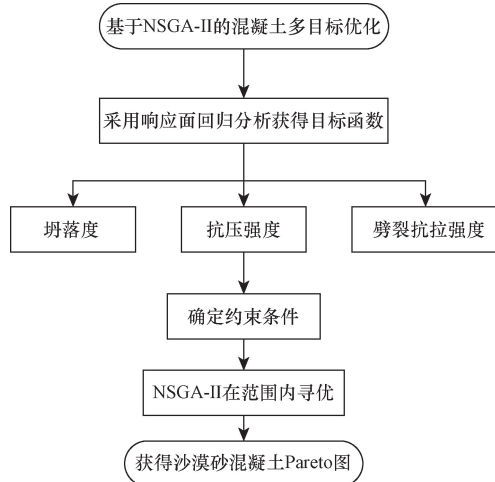 基于NSGA-II的混凝土多目标优化
采用响应面回归分析获得目标函数
坍落度
抗压强度
劈裂抗拉强度
确定约束条件
NSGA-II在范围内寻优
获得沙漠砂混凝土Pareto图